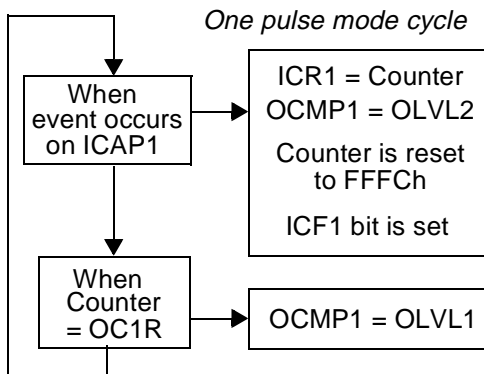 One pulse mode cycle
When
event occurs
on ICAP1
ICR1 = Counter
OCMP1 = OLVL2
Counter is reset
to FFFCh
ICF1 bit is set
When
Counter
= OC1R
OCMP1 = OLVL1